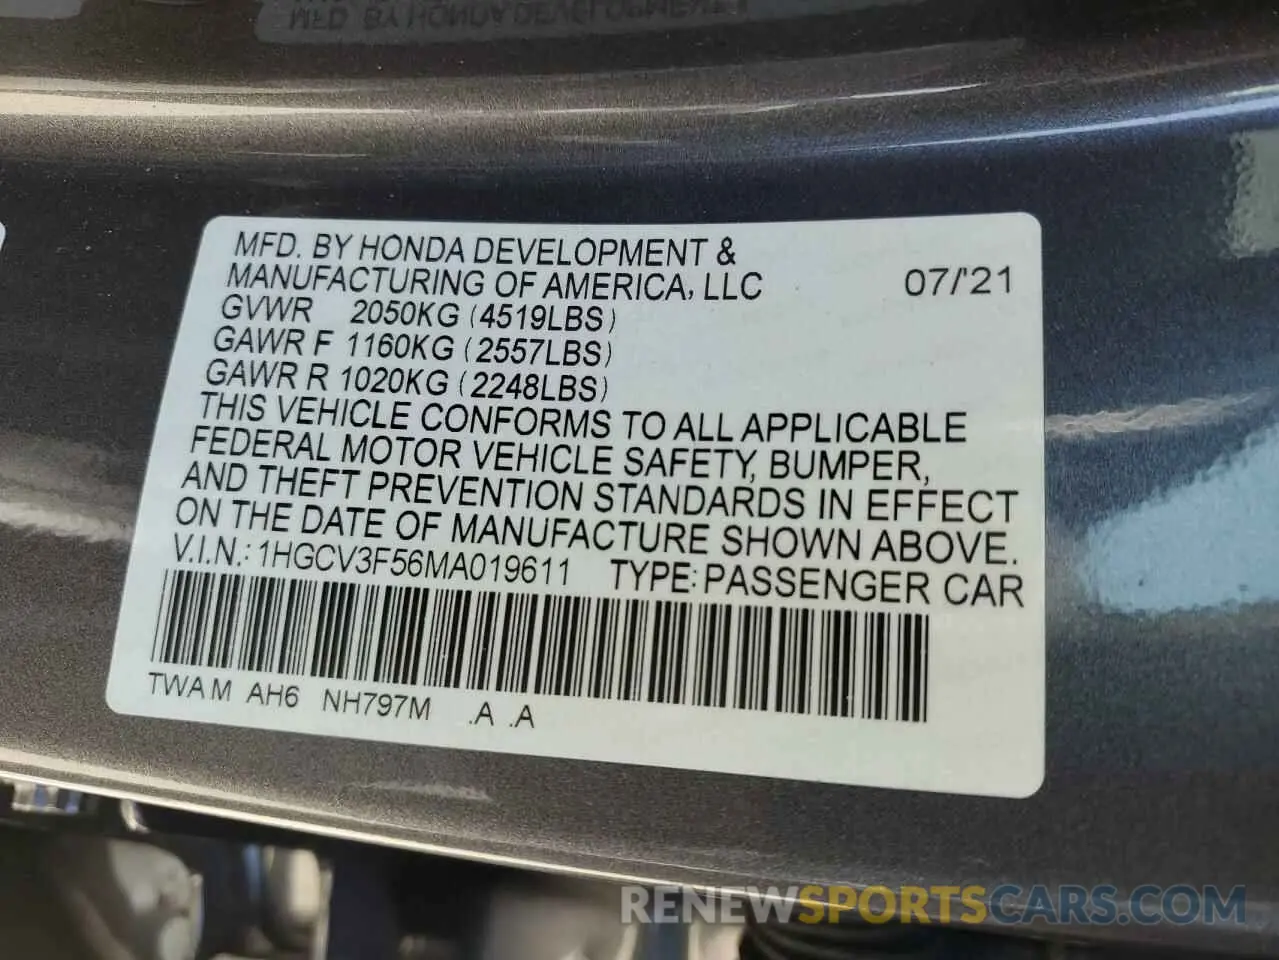 MFD. BY HONDA DEVELOPMENT &
MANUFACTURING OF AMERICA, LLC 07/'21
GVWR 2050KG (4519LBS)
GAWR F 1160KG (2557LBS)
GAWR R 1020KG (2248LBS)
THIS VEHICLE CONFORMS TO ALL APPLICABLE
FEDERAL MOTOR VEHICLE SAFETY, BUMPER,
AND THEFT PREVENTION STANDARDS IN EFFECT
ON THE DATE OF MANUFACTURE SHOWN ABOVE.
V.I.N.: 1HGCV3F56MA019611 TYPE: PASSENGER CAR
TWAM AH6 NH797M .A .A
RENEWSPORTSCARS.COM